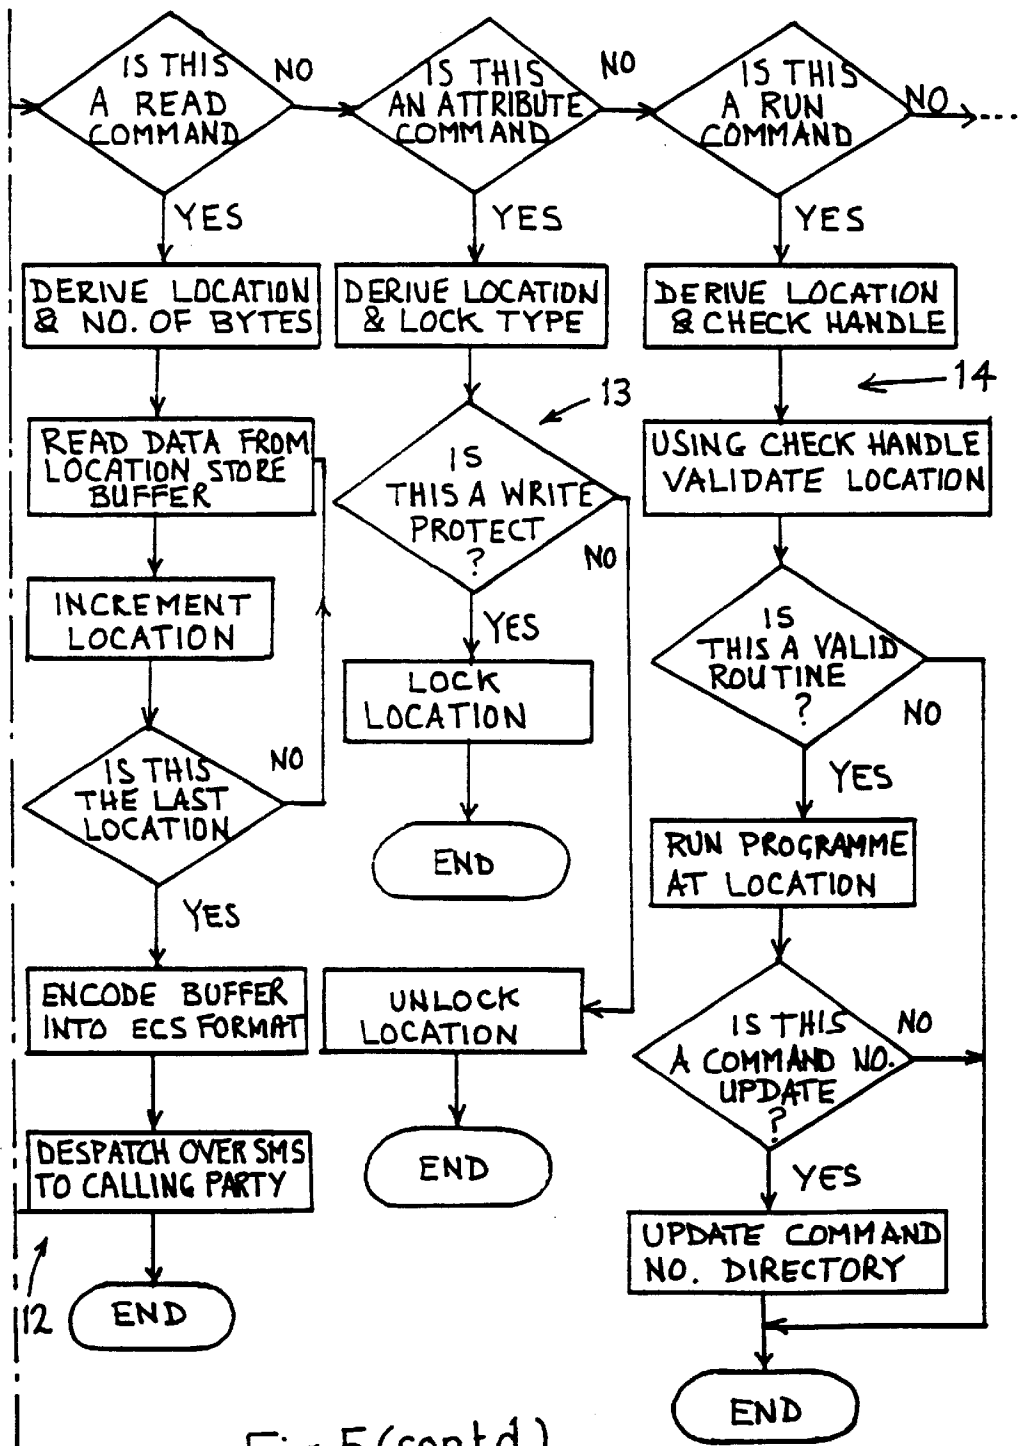 IS THIS
A READ
COMMAND
NO
IS THIS
AN ATTRIBUTE
COMMAND
NO
IS THIS
A RUN
COMMAND
NO
YES
YES
YES
DERIVE LOCATION
& NO. OF BYTES
DERIVE LOCATION
& LOCK TYPE
DERIVE LOCATION
& CHECK HANDLE
14
13
READ DATA FROM
LOCATION STORE
BUFFER
IS
THIS A WRITE
PROTECT
?
NO
YES
USING CHECK HANDLE
VALIDATE LOCATION
INCREMENT
LOCATION
IS
THIS A VALID
ROUTINE
?
NO
YES
LOCK
LOCATION
IS THIS
THE LAST
LOCATION
NO
YES
END
RUN PROGRAMME
AT LOCATION
ENCODE BUFFER
INTO ECS FORMAT
UNLOCK
LOCATION
IS THIS
A COMMAND NO.
UPDATE
?
NO
YES
DESPATCH OVER SMS
TO CALLING PARTY
END
UPDATE COMMAND
NO. DIRECTORY
12
END
END
Fig. 5 (contd.)